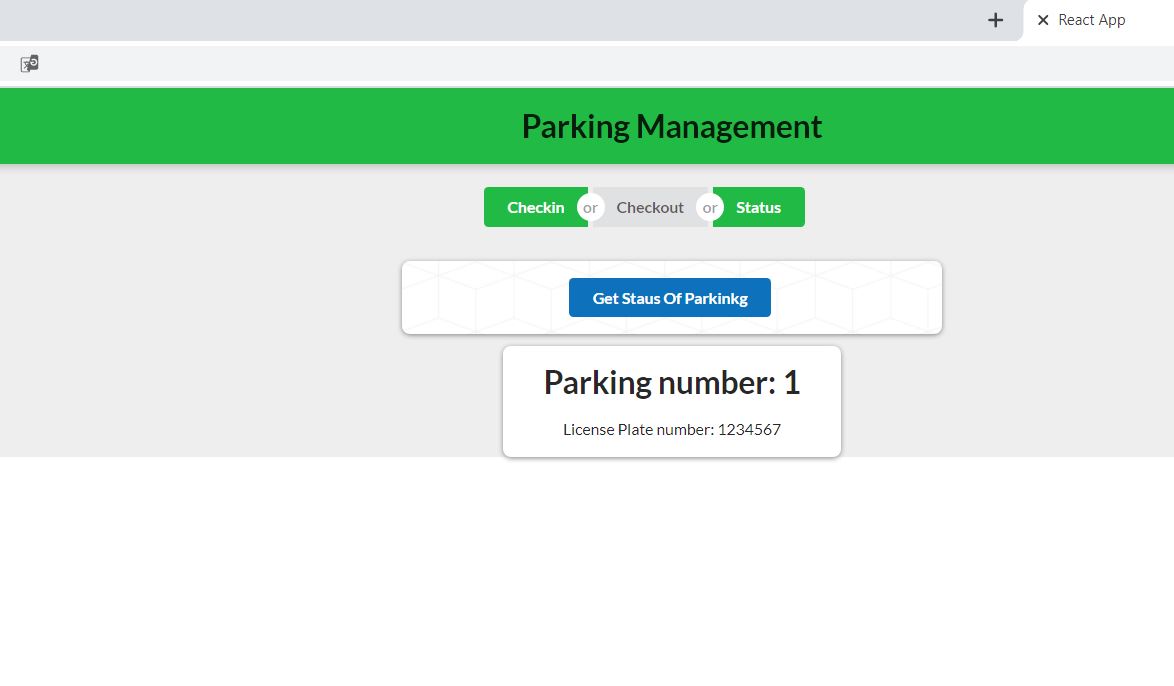 React App
Parking Management
Checkin or Checkout or Status
Get Staus Of Parkinkg
Parking number: 1
License Plate number: 1234567